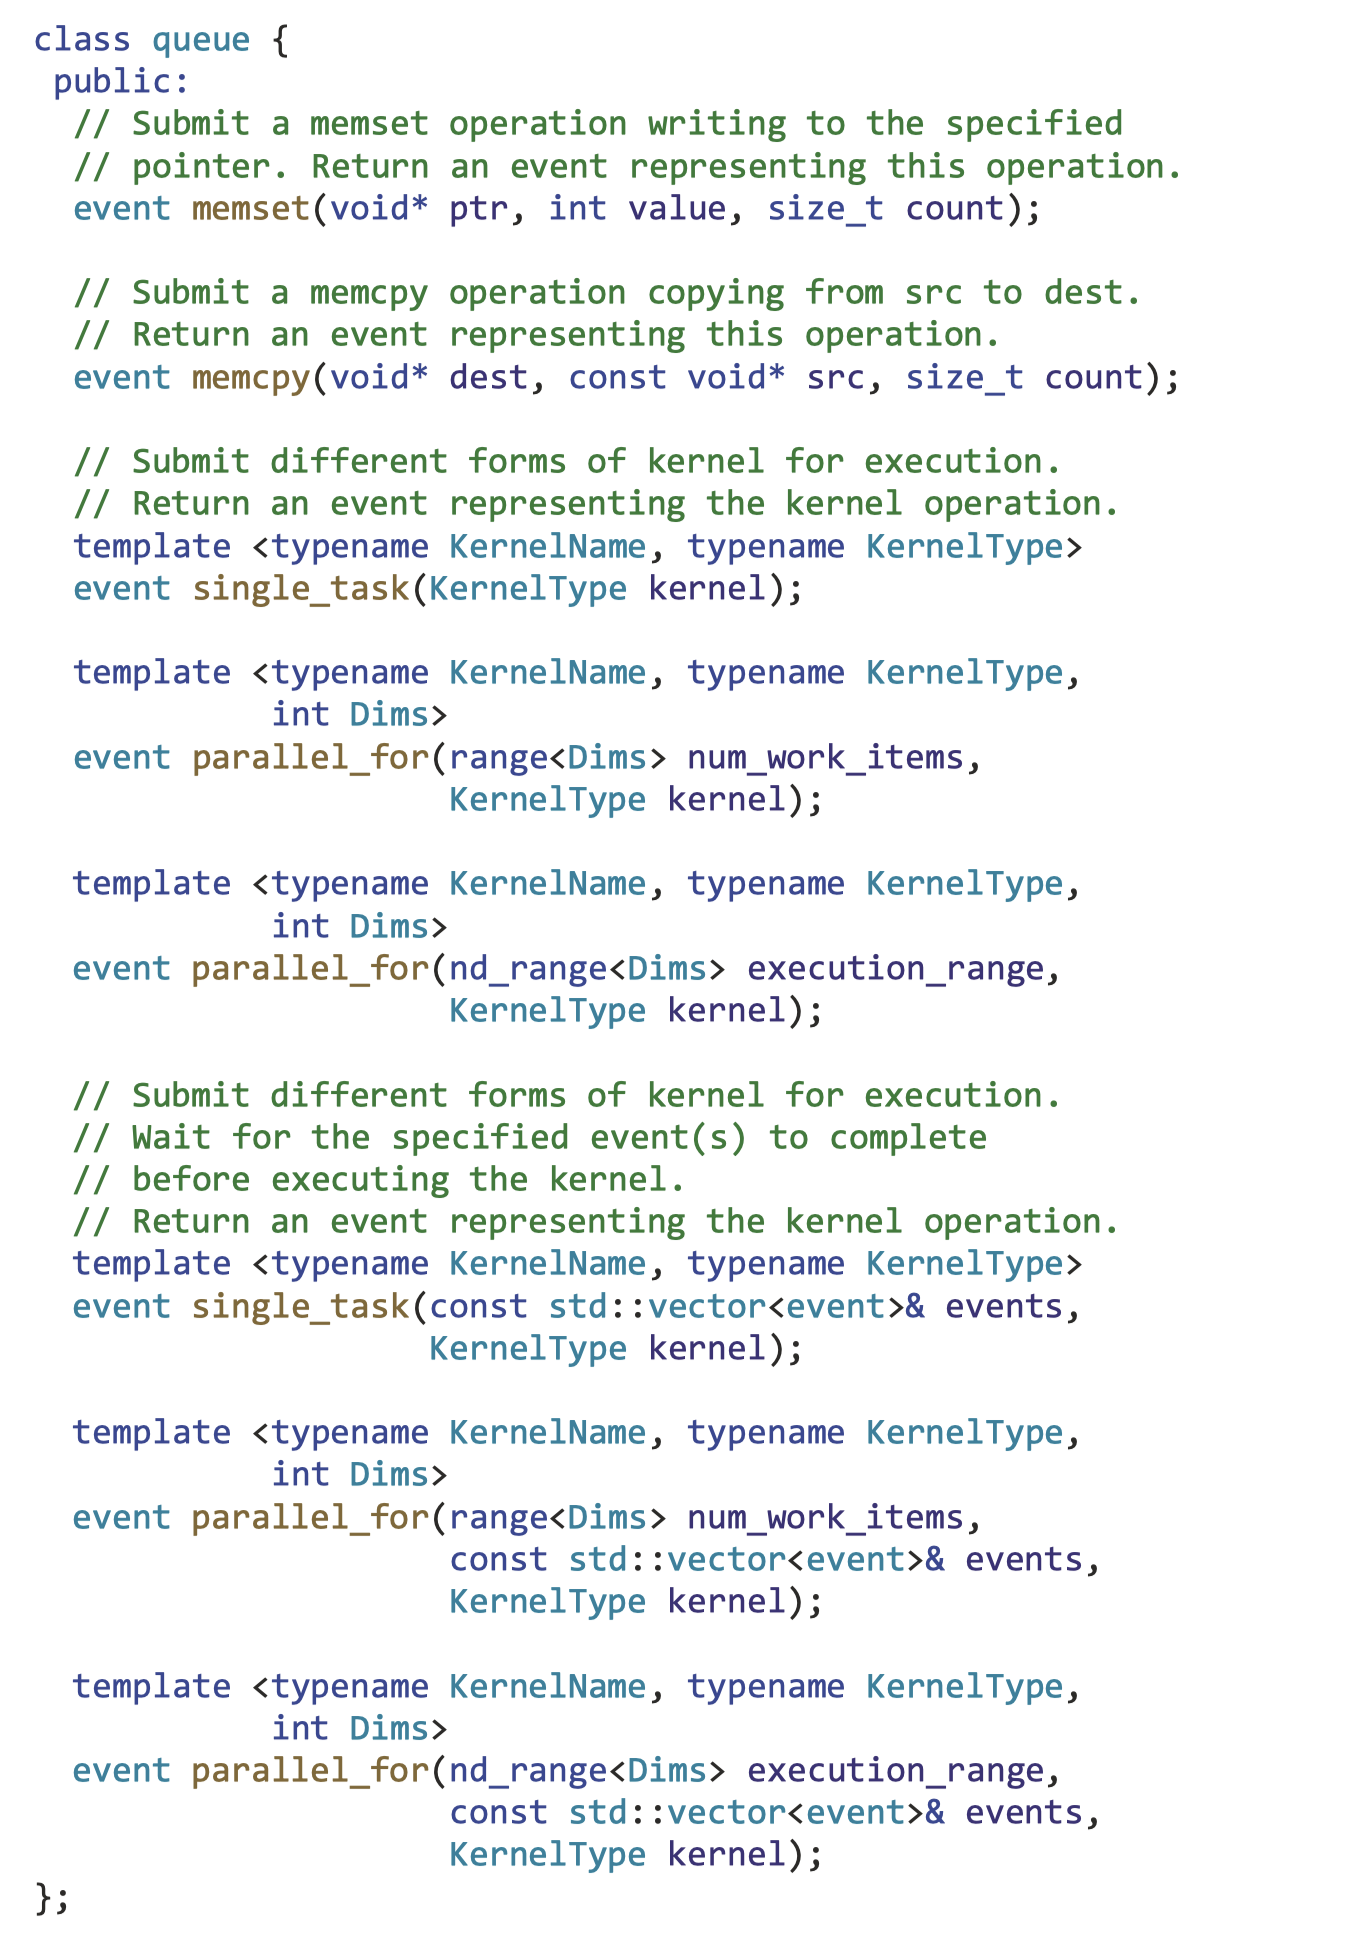 class queue {
 public:
  // Submit a memset operation writing to the specified
  // pointer. Return an event representing this operation.
  event memset(void* ptr, int value, size_t count);

  // Submit a memcpy operation copying from src to dest.
  // Return an event representing this operation.
  event memcpy(void* dest, const void* src, size_t count);

  // Submit different forms of kernel for execution.
  // Return an event representing the kernel operation.
  template <typename KernelName, typename KernelType>
  event single_task(KernelType kernel);

  template <typename KernelName, typename KernelType,
            int Dims>
  event parallel_for(range<Dims> num_work_items,
                     KernelType kernel);

  template <typename KernelName, typename KernelType,
            int Dims>
  event parallel_for(nd_range<Dims> execution_range,
                     KernelType kernel);

  // Submit different forms of kernel for execution.
  // Wait for the specified event(s) to complete
  // before executing the kernel.
  // Return an event representing the kernel operation.
  template <typename KernelName, typename KernelType>
  event single_task(const std::vector<event>& events,
                    KernelType kernel);

  template <typename KernelName, typename KernelType,
            int Dims>
  event parallel_for(range<Dims> num_work_items,
                     const std::vector<event>& events,
                     KernelType kernel);

  template <typename KernelName, typename KernelType,
            int Dims>
  event parallel_for(nd_range<Dims> execution_range,
                     const std::vector<event>& events,
                     KernelType kernel);
};